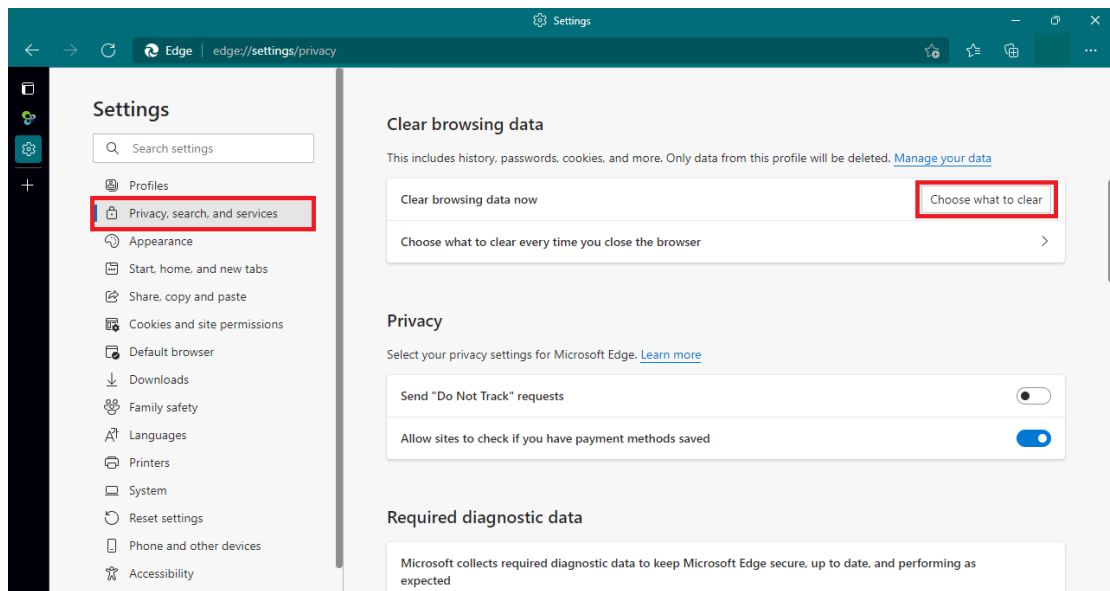 Settings
Edge | edge://settings/privacy
Settings
Search settings
Profiles
Privacy, search, and services
Appearance
Start, home, and new tabs
Share, copy and paste
Cookies and site permissions
Default browser
Downloads
Family safety
Languages
Printers
System
Reset settings
Phone and other devices
Accessibility
Clear browsing data
This includes history, passwords, cookies, and more. Only data from this profile will be deleted. Manage your data
Clear browsing data now
Choose what to clear
Choose what to clear every time you close the browser
Privacy
Select your privacy settings for Microsoft Edge. Learn more
Send "Do Not Track" requests
Allow sites to check if you have payment methods saved
Required diagnostic data
Microsoft collects required diagnostic data to keep Microsoft Edge secure, up to date, and performing as
expected